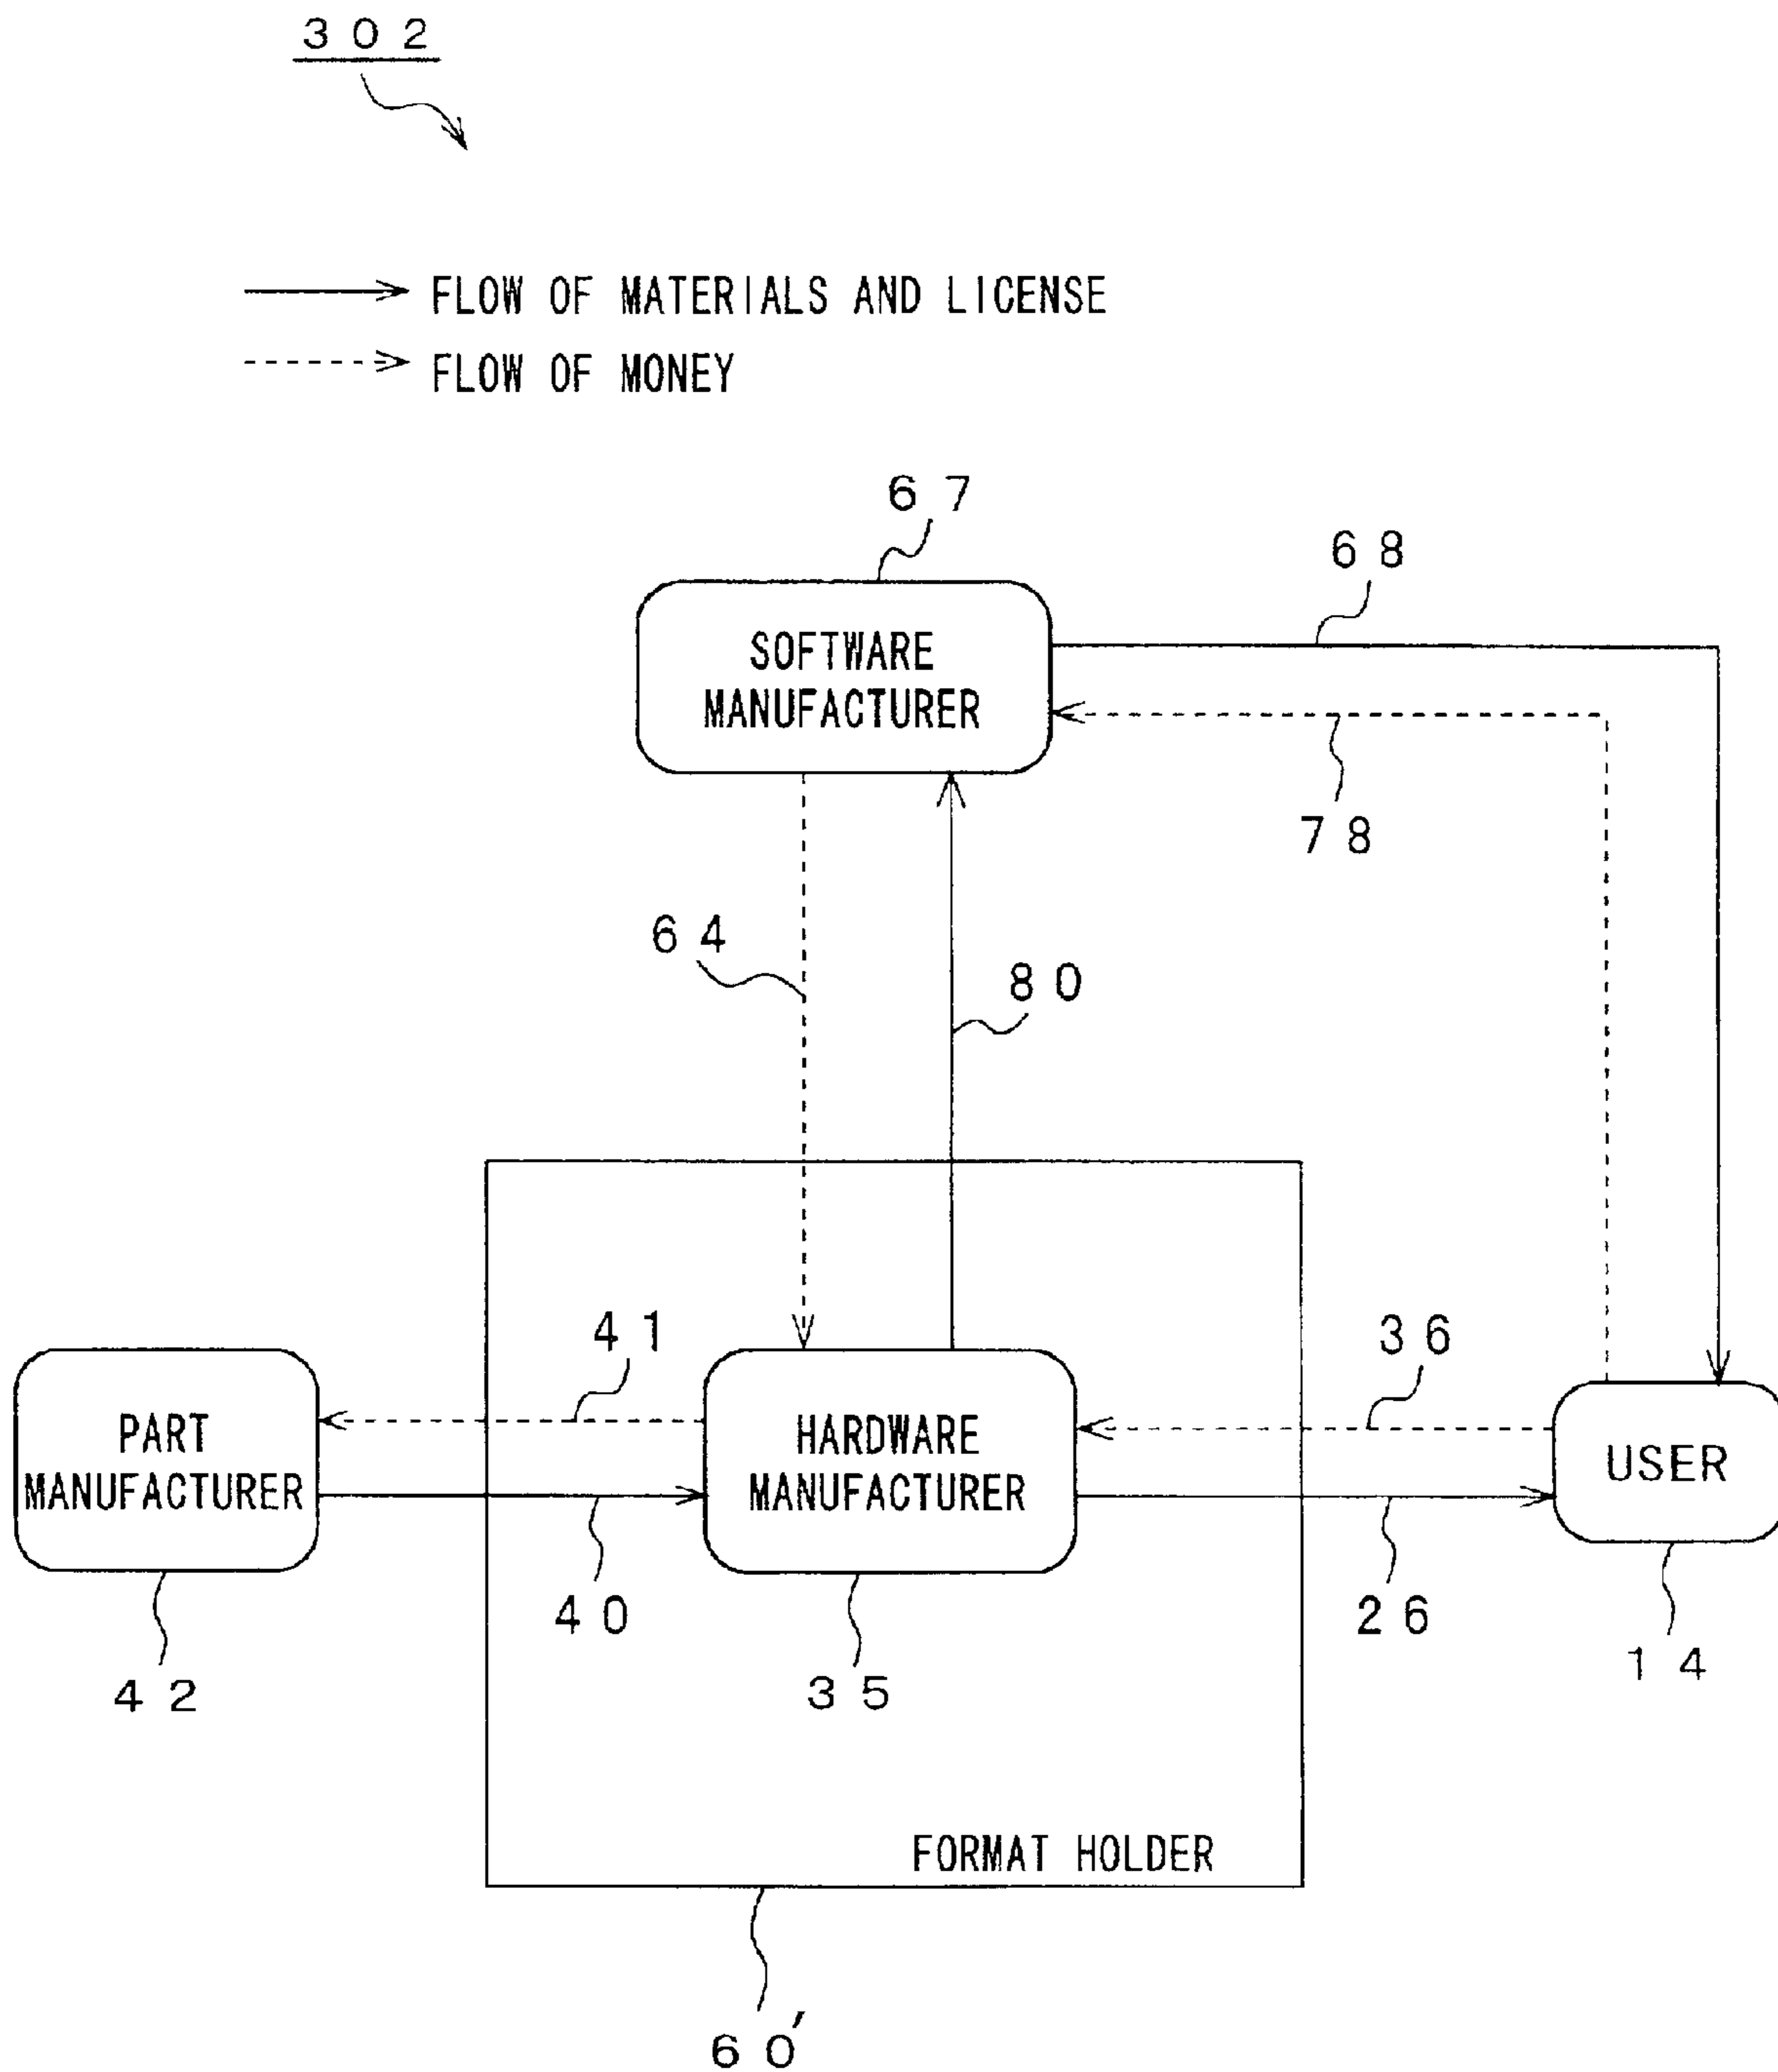 302
FLOW OF MATERIALS AND LICENSE
FLOW OF MONEY
67
68
SOFTWARE
MANUFACTURER
78
64
80
41
36
PART
MANUFACTURER
HARDWARE
MANUFACTURER
USER
40
26
42
35
14
FORMAT HOLDER
60'